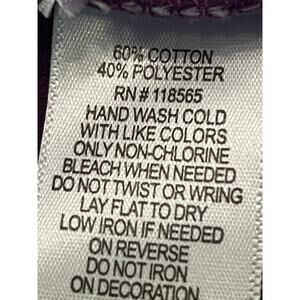 60% COTTON
40% POLYESTER
RN # 118565
HAND WASH COLD
WITH LIKE COLORS
ONLY NON-CHLORINE
BLEACH WHEN NEEDED
DO NOT TWIST OR WRING
LAY FLAT TO DRY
LOW IRON IF NEEDED
ON REVERSE
DO NOT IRON
ON DECORATION